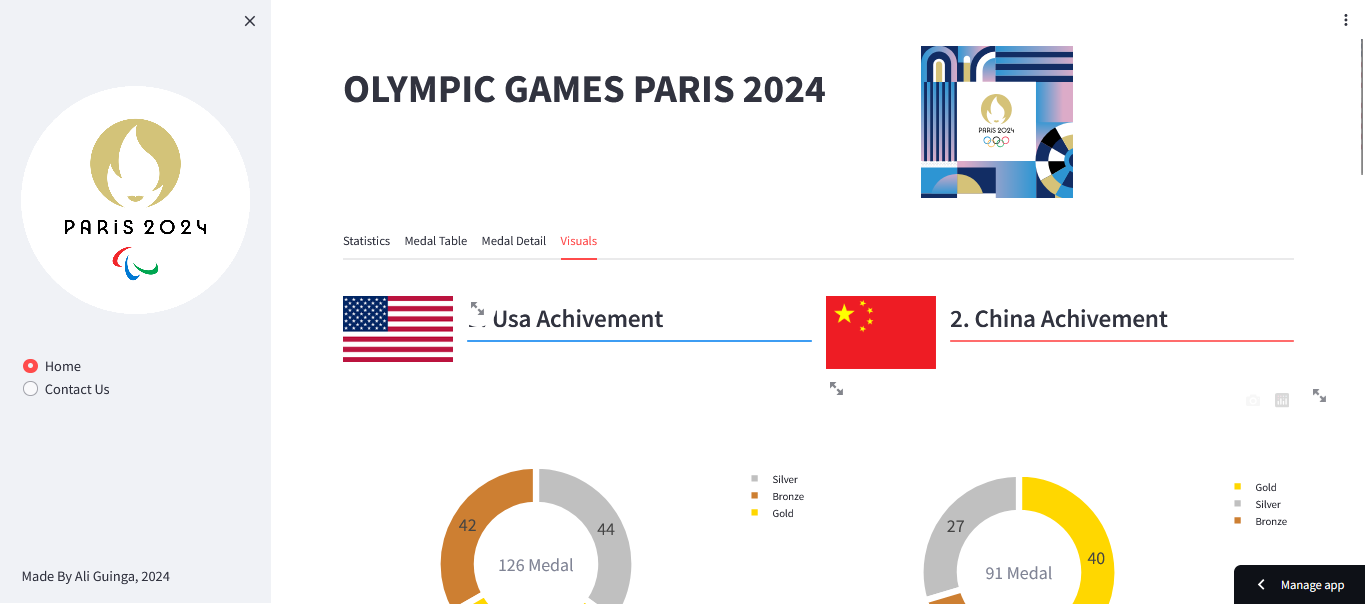 PARIS 2024
Home
Contact Us
Made By Ali Guinga, 2024
OLYMPIC GAMES PARIS 2024
PARIS 2024
Statistics
Medal Table
Medal Detail
Visuals
Usa Achivement
2. China Achivement
42
44
126 Medal
Silver
Bronze
Gold
27
40
91 Medal
Gold
Silver
Bronze
Manage app